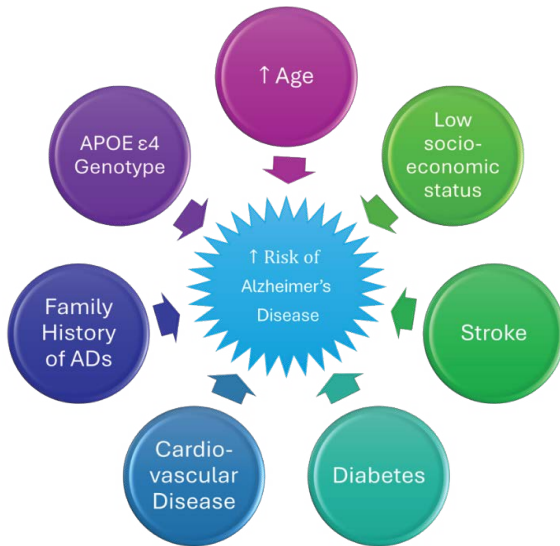 ↑ Age
Low
socio-
economic
status
Stroke
Diabetes
Cardio-
vascular
Disease
Family
History
of ADs
APOE ε4
Genotype
↑ Risk of
Alzheimer's
Disease